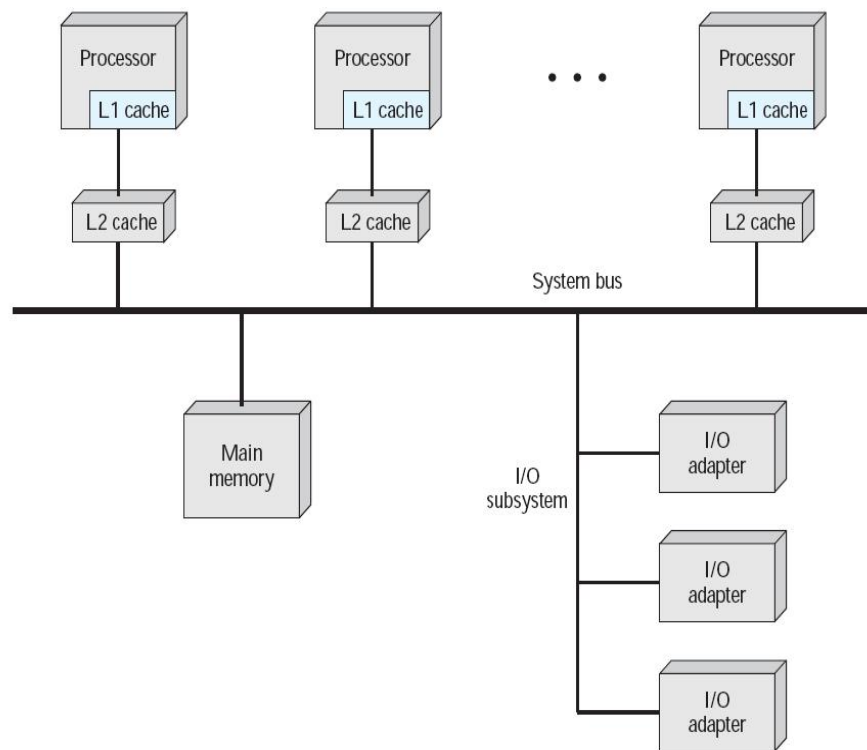 Processor
L1 cache
L2 cache
Processor
L1 cache
L2 cache
Processor
L1 cache
L2 cache
System bus
Main
memory
I/O
subsystem
I/O
adapter
I/O
adapter
I/O
adapter